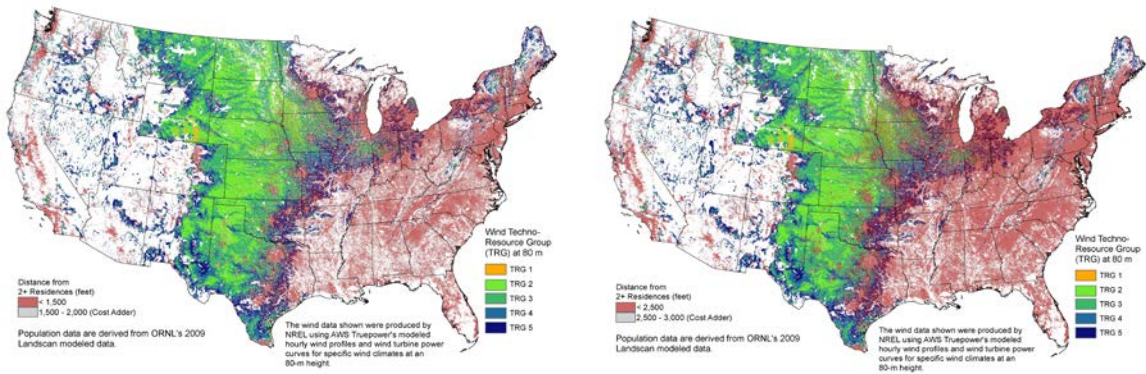 Wind Techno-
Resource Group
(TRG) at 80 m
TRG 1
TRG 2
TRG 3
TRG 4
TRG 5
Distance from
2+ Residences (feet)
< 1,500
1,500 - 2,000 (Cost Adder)
Population data are derived from ORNL's 2009
Landscan modeled data.
The wind data shown were produced by
NREL using AWS Truepower's modeled
hourly wind profiles and wind turbine power
curves for specific wind climates at an
80-m height.
Wind Techno-
Resource Group
(TRG) at 80 m
TRG 1
TRG 2
TRG 3
TRG 4
TRG 5
Distance from
2+ Residences (feet)
< 2,500
2,500 - 3,000 (Cost Adder)
Population data are derived from ORNL's 2009
Landscan modeled data.
The wind data shown were produced by
NREL using AWS Truepower's modeled
hourly wind profiles and wind turbine power
curves for specific wind climates at an
80-m height.